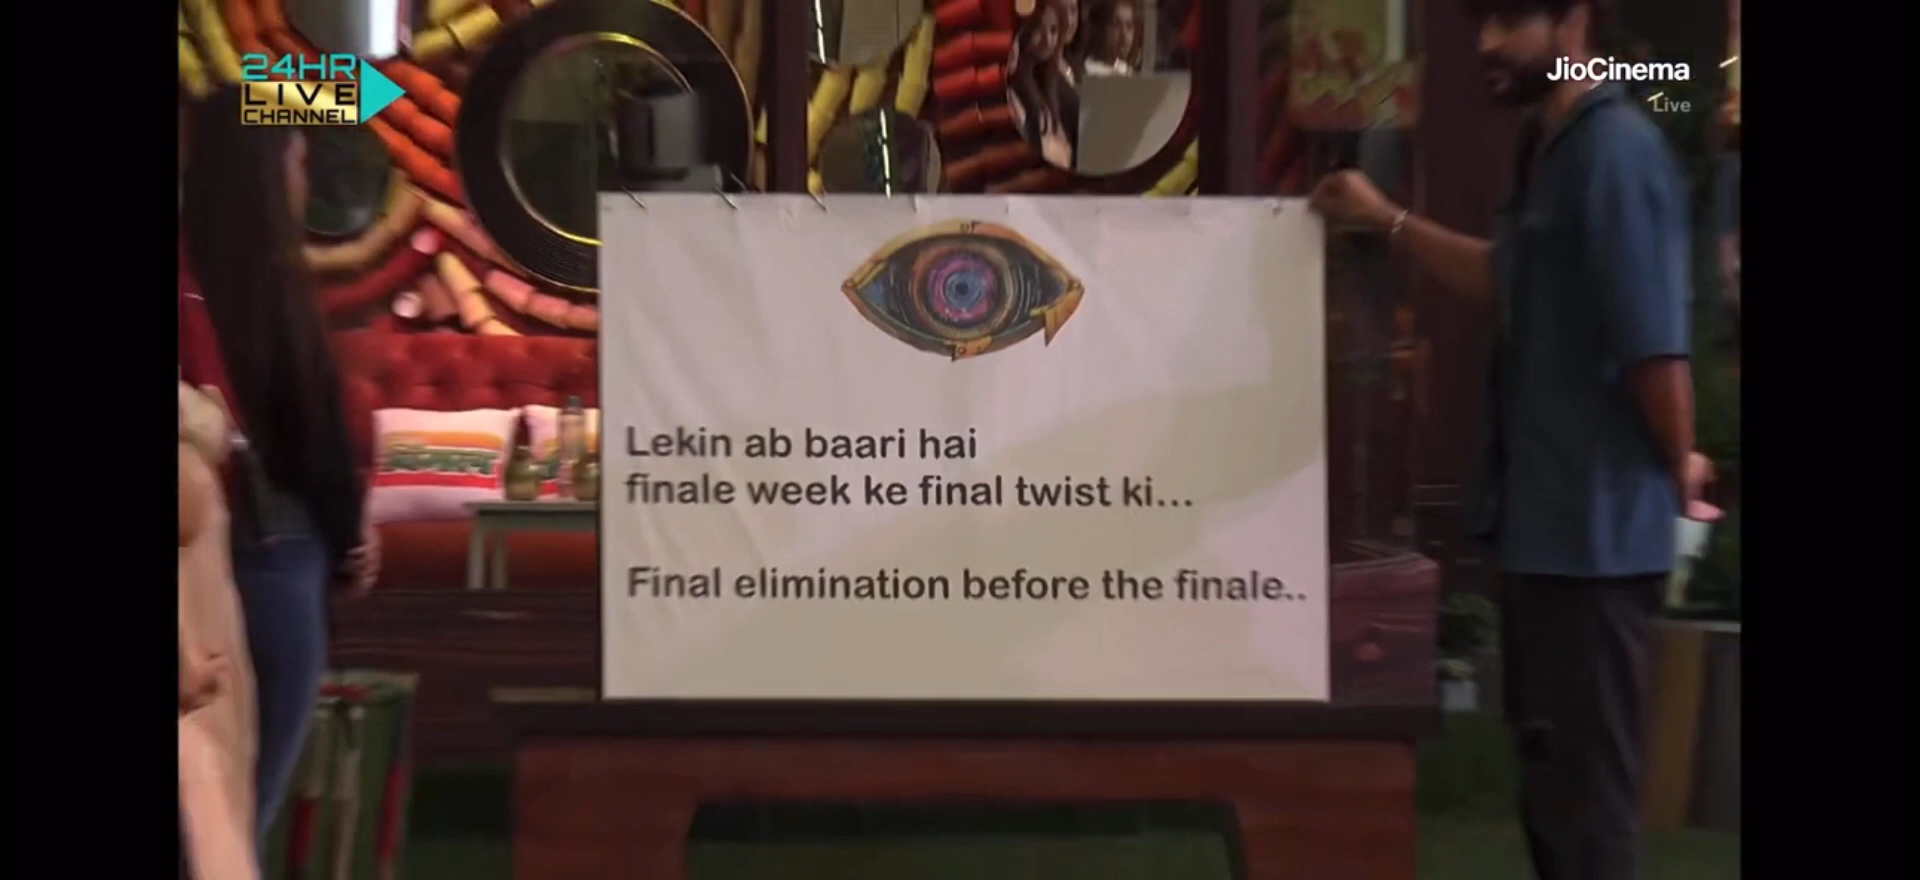 24HR
LIVE
CHANNEL
JioCinema
Live
Lekin ab baari hai
finale week ke final twist ki...
Final elimination before the finale..